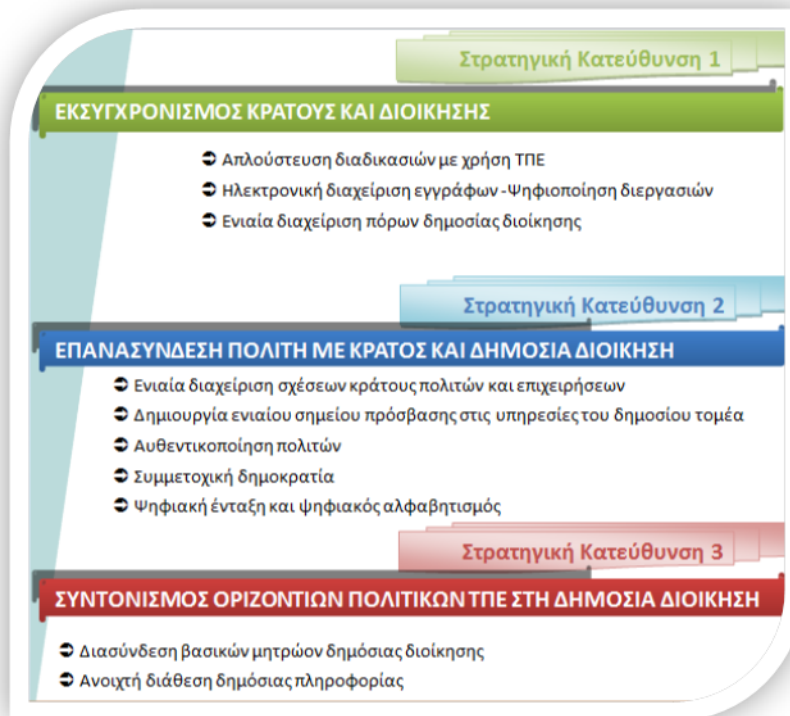 Στρατηγική Κατεύθυνση 1
ΕΚΣΥΓΧΡΟΝΙΣΜΟΣ ΚΡΑΤΟΥΣ ΚΑΙ ΔΙΟΙΚΗΣΗΣ
➲ Απλούστευση διαδικασιών με χρήση ΤΠΕ
➲ Ηλεκτρονική διαχείριση εγγράφων -Ψηφιοποίηση διεργασιών
➲ Ενιαία διαχείριση πόρων δημοσίας διοίκησης
Στρατηγική Κατεύθυνση 2
ΕΠΑΝΑΣΥΝΔΕΣΗ ΠΟΛΙΤΗ ΜΕ ΚΡΑΤΟΣ ΚΑΙ ΔΗΜΟΣΙΑ ΔΙΟΙΚΗΣΗ
➲ Ενιαία διαχείριση σχέσεων κράτους πολιτών και επιχειρήσεων
➲ Δημιουργία ενιαίου σημείου πρόσβασης στις υπηρεσίες του δημοσίου τομέα
➲ Αυθεντικοποίηση πολιτών
➲ Συμμετοχική δημοκρατία
➲ Ψηφιακή ένταξη και ψηφιακός αλφαβητισμός
Στρατηγική Κατεύθυνση 3
ΣΥΝΤΟΝΙΣΜΟΣ ΟΡΙΖΟΝΤΙΩΝ ΠΟΛΙΤΙΚΩΝ ΤΠΕ ΣΤΗ ΔΗΜΟΣΙΑ ΔΙΟΙΚΗΣΗ
➲ Διασύνδεση βασικών μητρώον δημόσιας διοίκησης
➲ Ανοιχτή διάθεση δημόσιας πληροφορίας